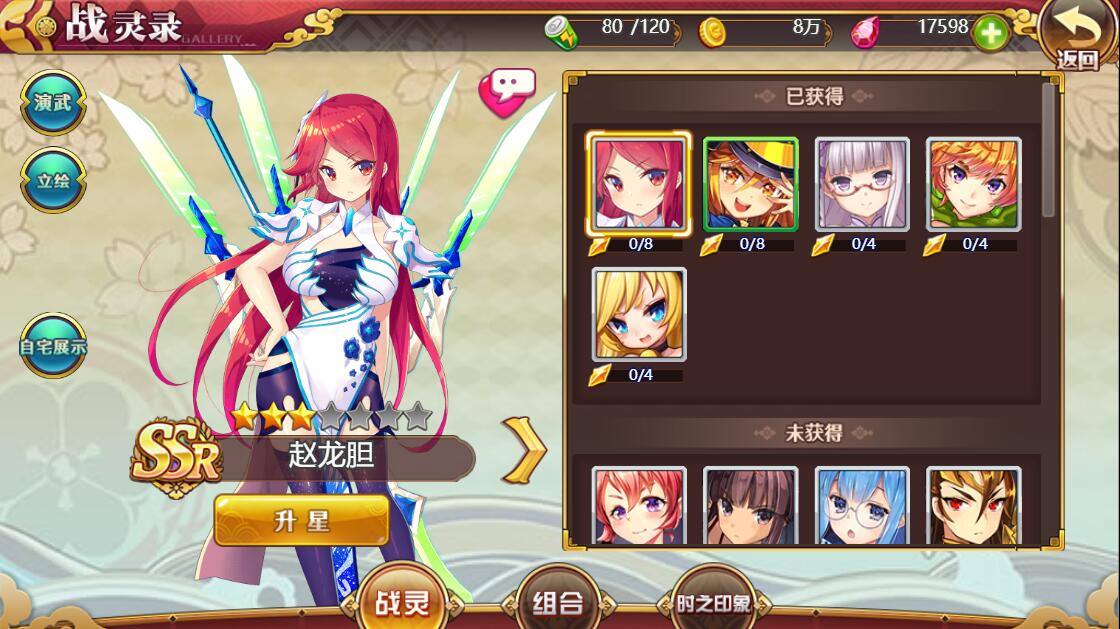 战灵录
GALLERY
80 /120
8万
17598
返回
演武
立绘
自宅展示
SSR
赵龙胆
升星
已获得
0/8
0/8
0/4
0/4
0/4
未获得
战灵
组合
时之印象